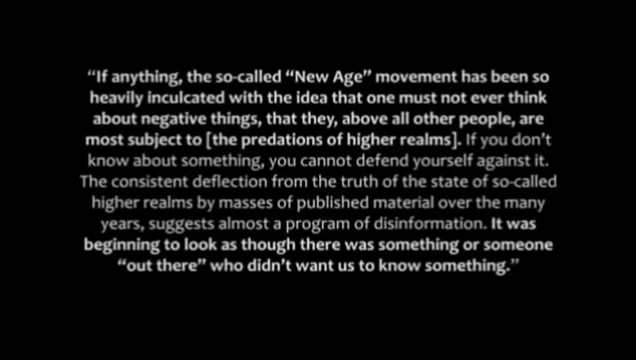 “If anything, the so-called “New Age” movement has been so
heavily inculcated with the idea that one must not ever think
about negative things, that they, above all other people, are
most subject to [the predations of higher realms]. If you don’t
know about something, you cannot defend yourself against it.
The consistent deflection from the truth of the state of so-called
higher realms by masses of published material over the many
years, suggests almost a program of disinformation. It was
beginning to look as though there was something or someone
“out there” who didn’t want us to know something.”